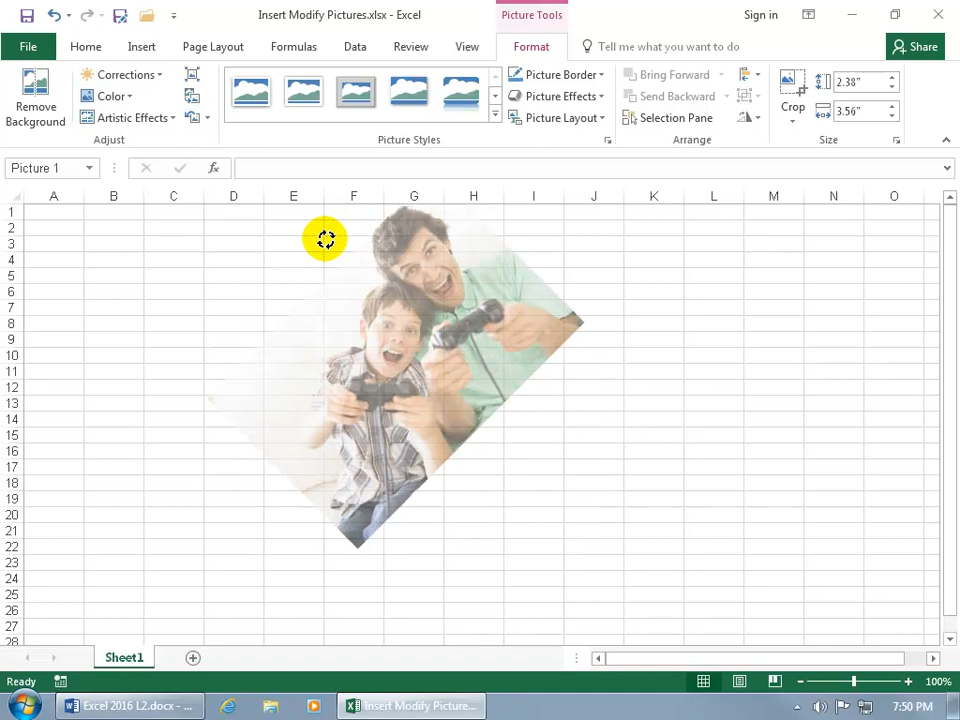 Insert Modify Pictures.xlsx - Excel
Picture Tools
Sign in
File
Home
Insert
Page Layout
Formulas
Data
Review
View
Format
Tell me what you want to do
Share
Remove
Background
Corrections
Color
Artistic Effects
Adjust
Picture Styles
Picture Border
Picture Effects
Picture Layout
Bring Forward
Send Backward
Selection Pane
Arrange
Crop
2.38"
3.56"
Size
Picture 1
fx
A B C D E F G H I J K L M N O
1
2
3
4
5
6
7
8
9
10
11
12
13
14
15
16
17
18
19
20
21
22
23
24
25
26
27
28
Sheet1
Ready
100%
Excel 2016 L2.docx - ...
Insert Modify Picture...
7:50 PM